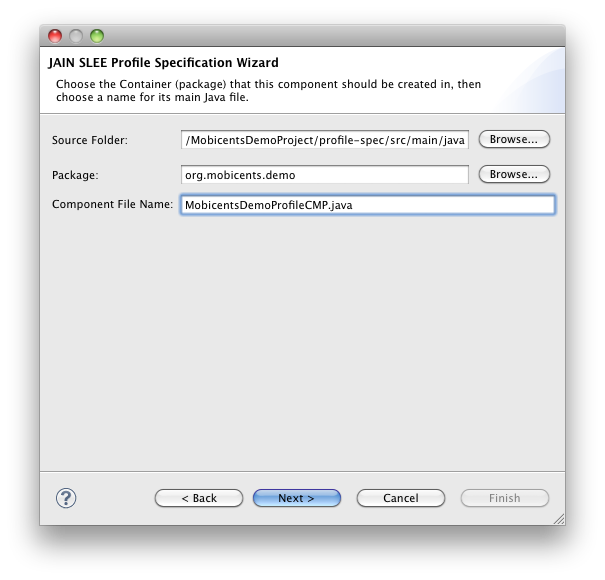 JAIN SLEE Profile Specification Wizard
Choose the Container (package) that this component should be created in, then
choose a name for its main Java file.
Source Folder: /MobicentsDemoProject/profile-spec/src/main/java Browse...
Package: org.mobicents.demo Browse...
Component File Name: MobicentsDemoProfileCMP.java
? < Back Next > Cancel Finish